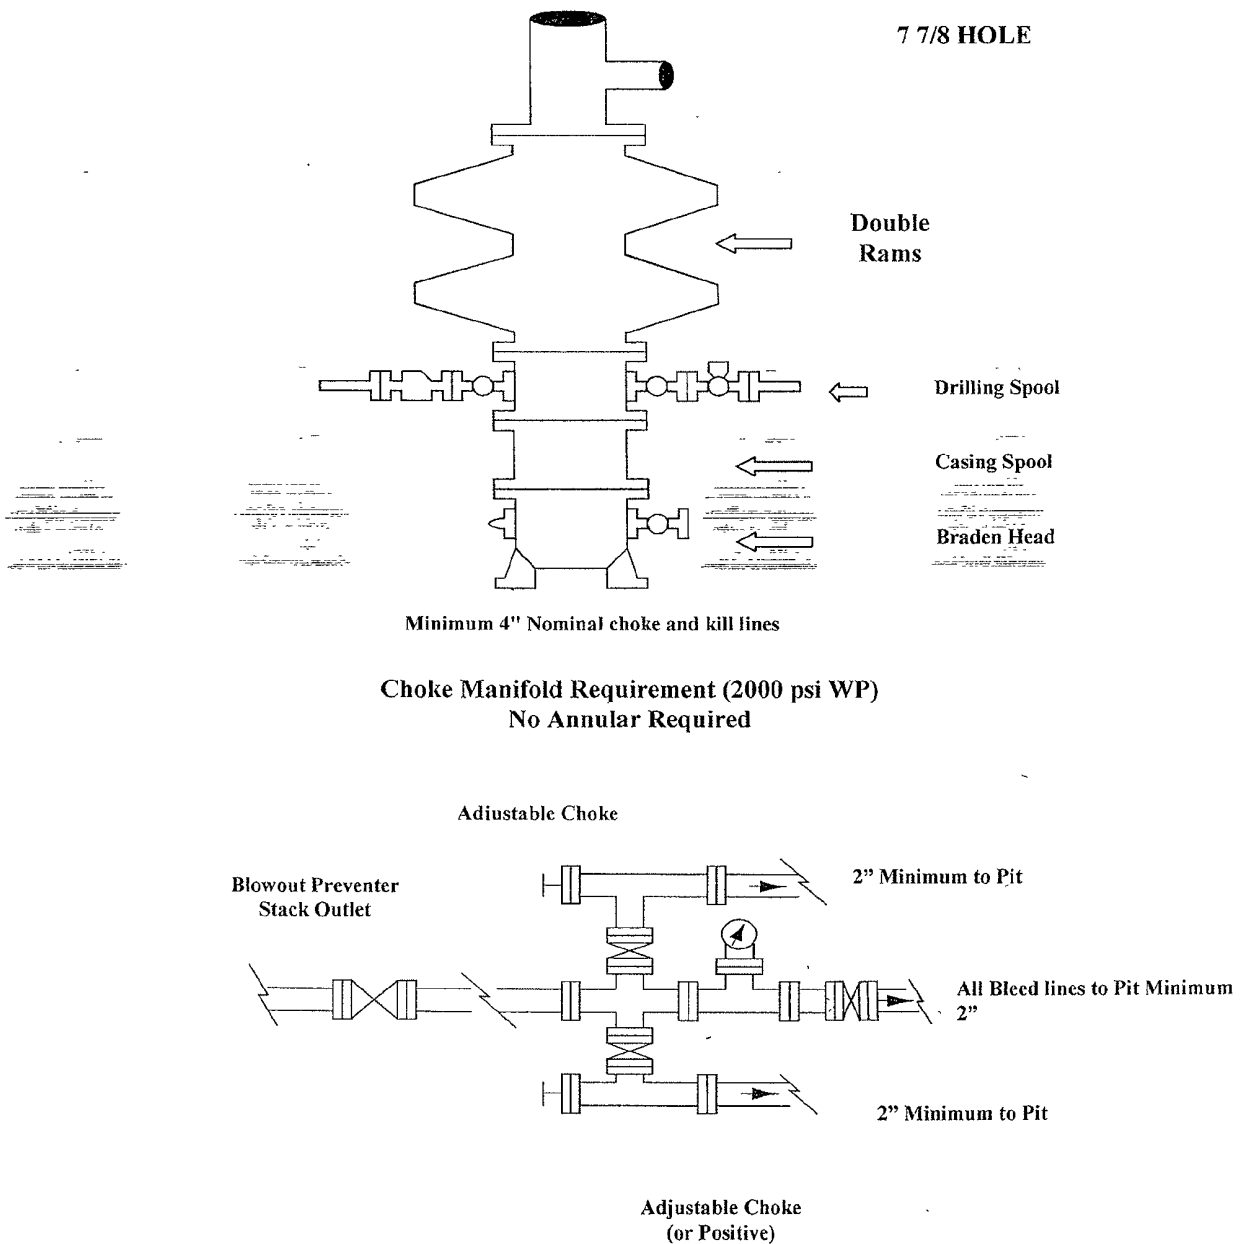 7 7/8 HOLE
Double
Rams
Drilling Spool
Casing Spool
Braden Head
Minimum 4" Nominal choke and kill lines
Choke Manifold Requirement (2000 psi WP)
No Annular Required
Adiustable Choke
Blowout Preventer
Stack Outlet
2” Minimum to Pit
All Bleed lines to Pit Minimum
2”
2” Minimum to Pit
Adjustable Choke
(or Positive)